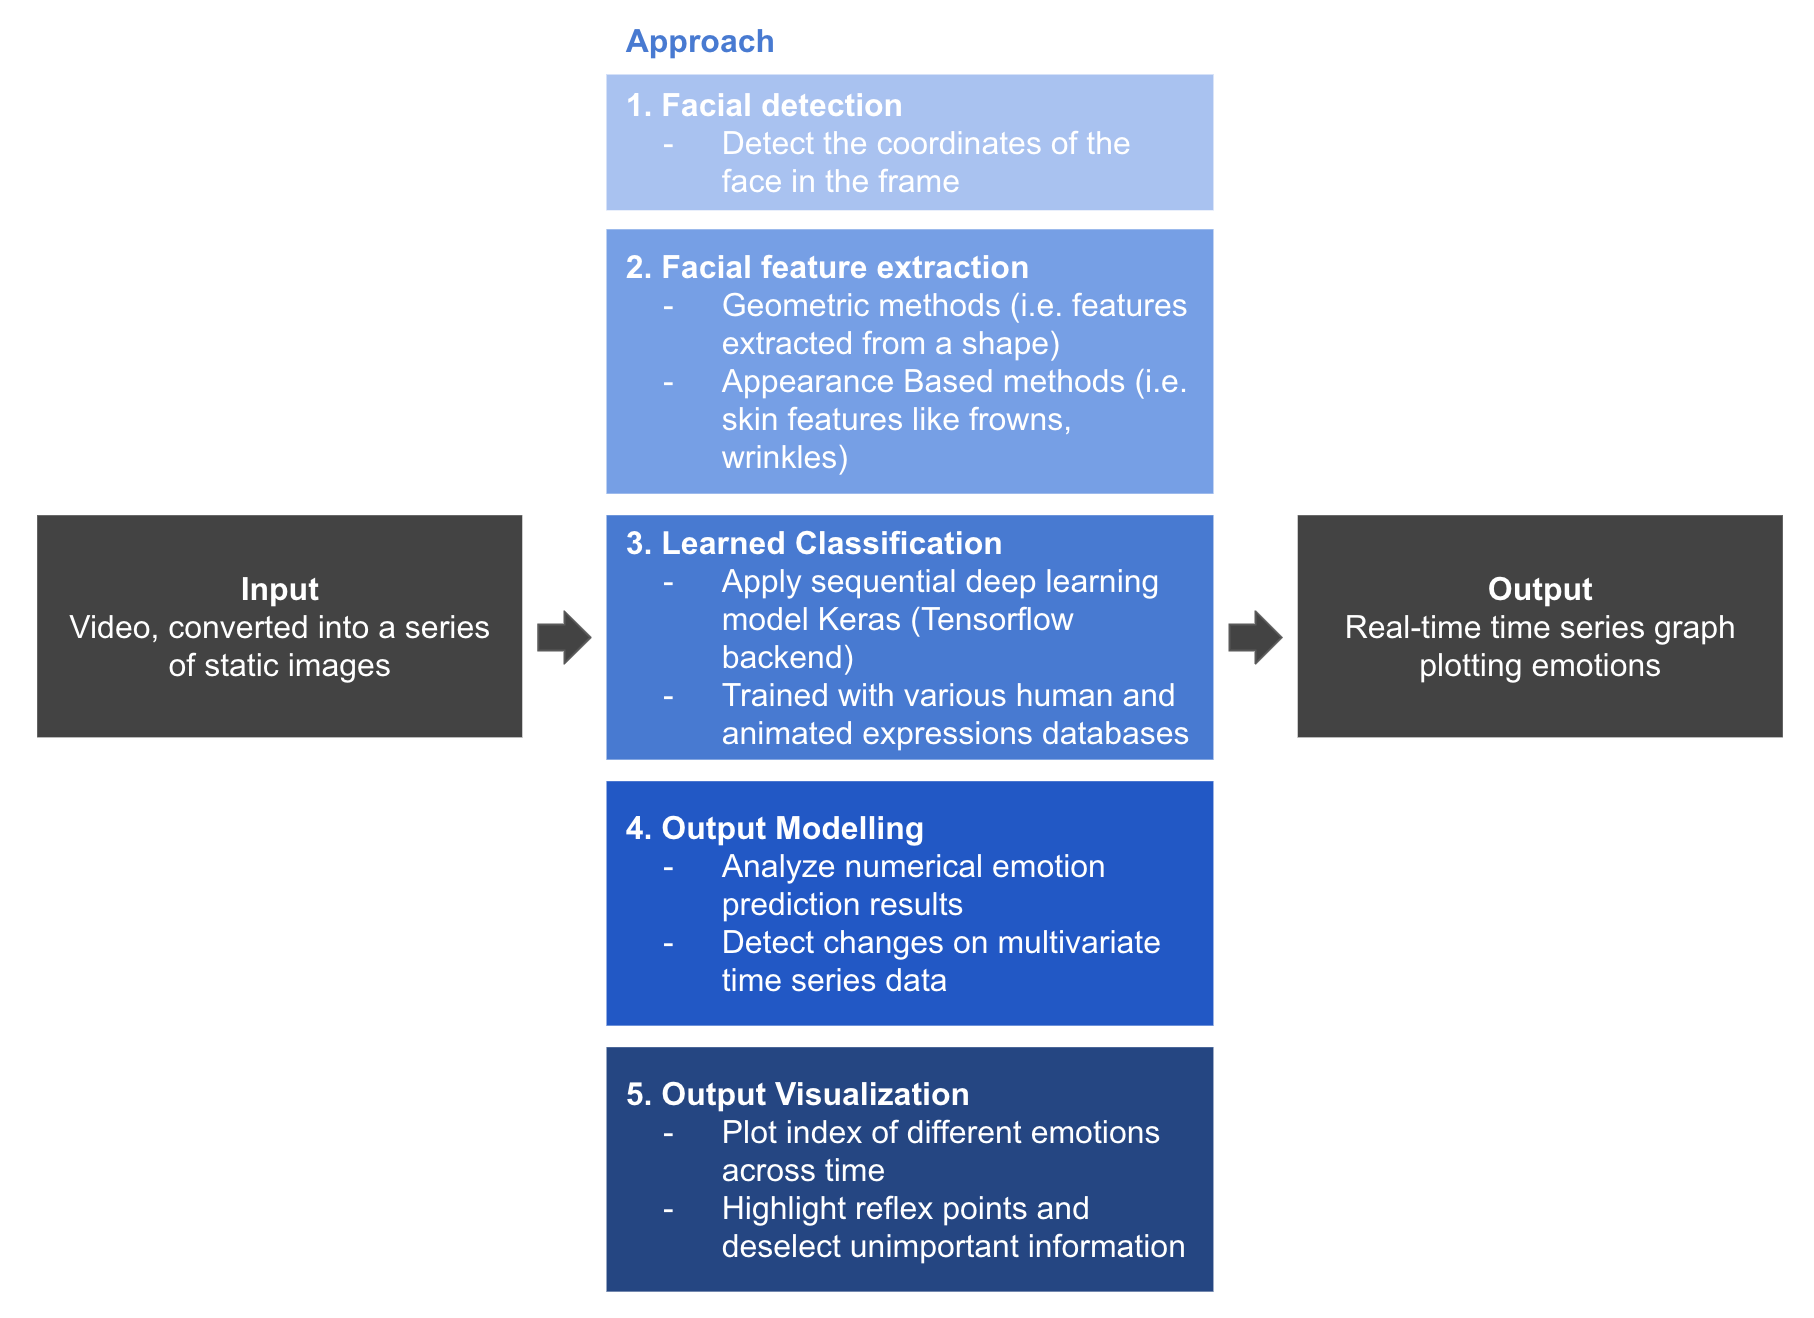 Approach
1. Facial detection
- Detect the coordinates of the
face in the frame
2. Facial feature extraction
- Geometric methods (i.e. features
extracted from a shape)
- Appearance Based methods (i.e.
skin features like frowns,
wrinkles)
Input
Video, converted into a series
of static images
3. Learned Classification
- Apply sequential deep learning
model Keras (Tensorflow
backend)
- Trained with various human and
animated expressions databases
Output
Real-time time series graph
plotting emotions
4. Output Modelling
- Analyze numerical emotion
prediction results
- Detect changes on multivariate
time series data
5. Output Visualization
- Plot index of different emotions
across time
- Highlight reflex points and
deselect unimportant information